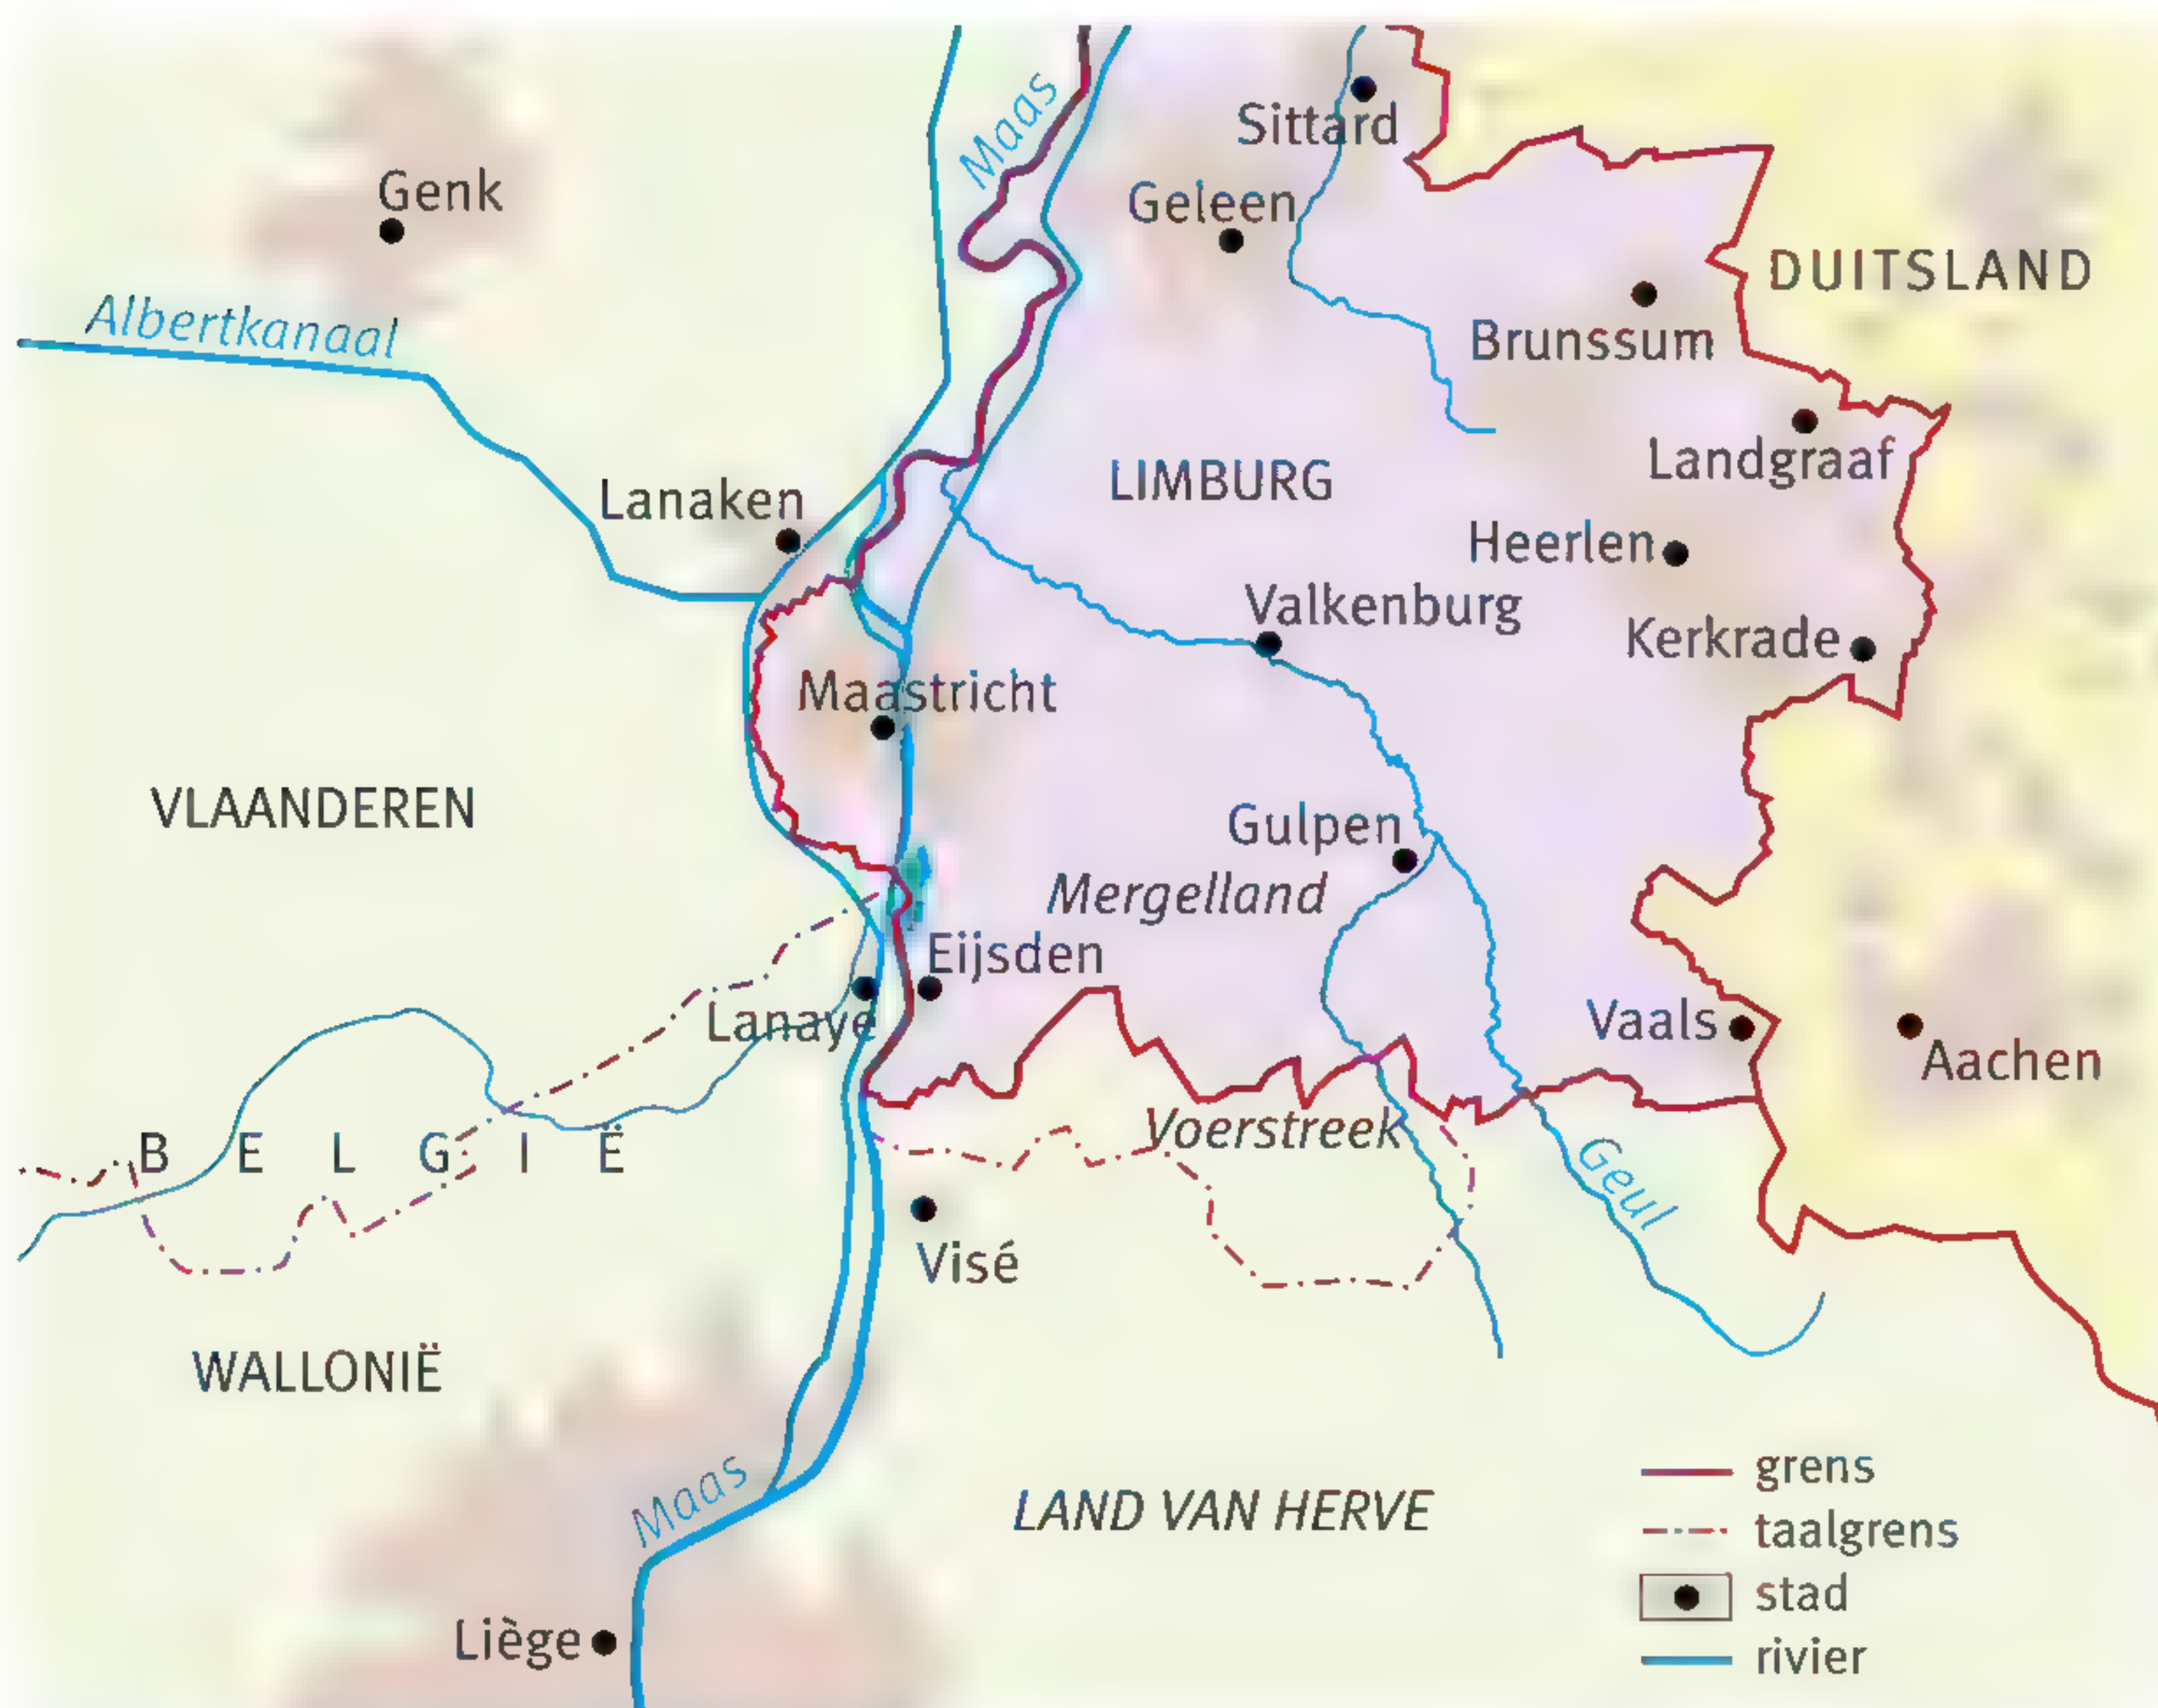 Maas
Sittard
Genk
Geleen
DUITSLAND
Albertkanaal
Brunssum
Landgraaf
LIMBURG
Lanaken
Heerlen
Valkenburg
Kerkrade
Maastricht
VLAANDEREN
Gulpen
Mergelland
Eijsden
Lanaye
Vaals
Aachen
Voerstreek
BELGIË
Geul
Visé
WALLONIË
Maas
LAND VAN HERVE
Liège
grens
taalgrens
stad
rivier